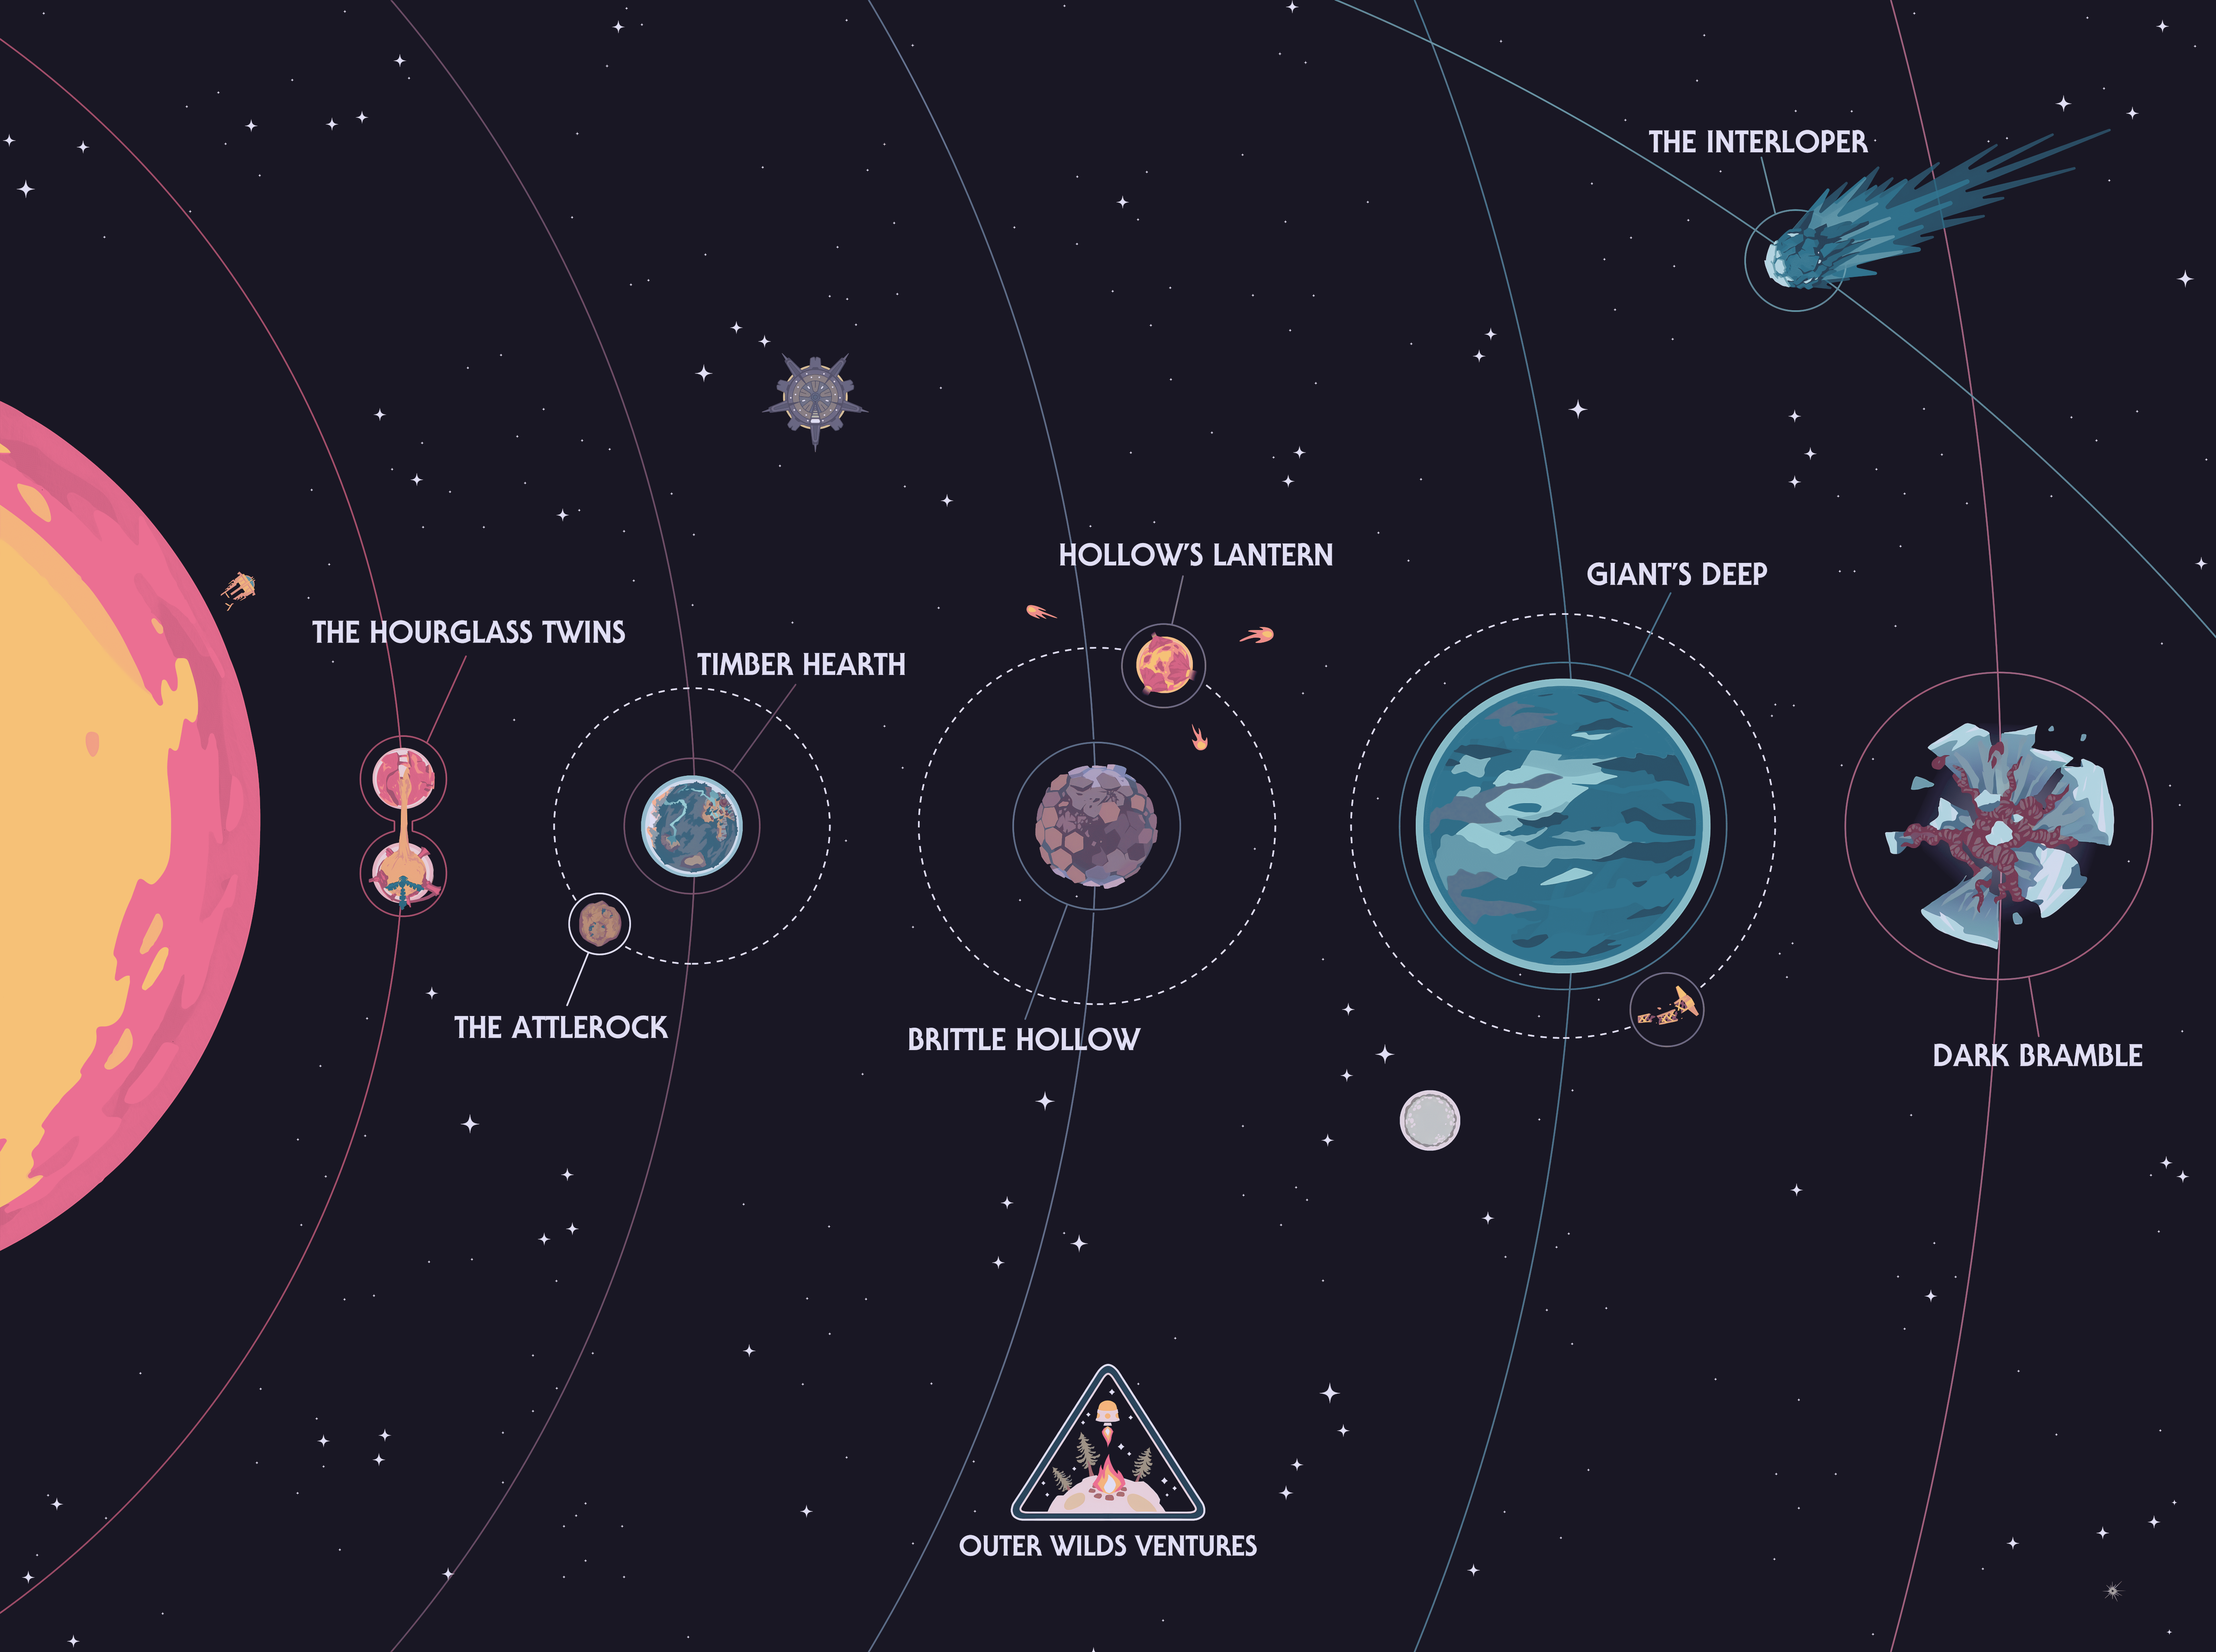 THE INTERLOPER
HOLLOW'S LANTERN
GIANT'S DEEP
THE HOURGLASS TWINS
TIMBER HEARTH
THE ATTLEROCK
BRITTLE HOLLOW
DARK BRAMBLE
OUTER WILDS VENTURES